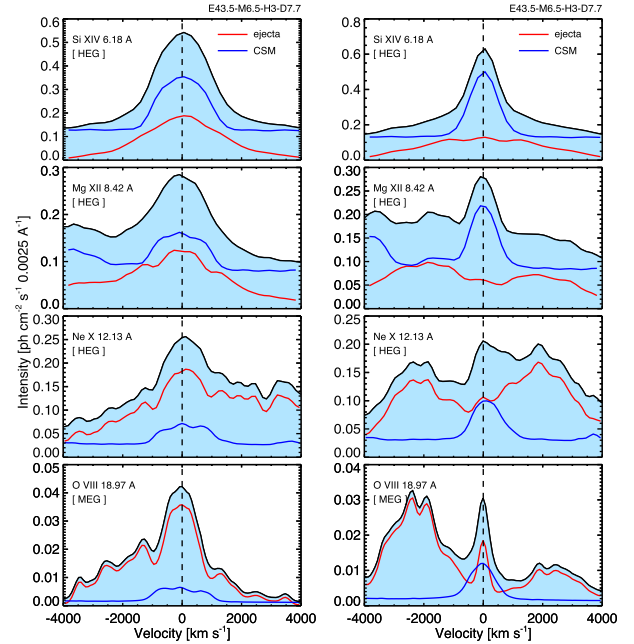 E43.5-M6.5-H3-D7.7
E43.5-M6.5-H3-D7.7
Si XIV 6.18 A
[ HEG ]
ejecta
CSM
0.6
0.5
0.4
0.3
0.2
0.1
0.0
Si XIV 6.18 A
[ HEG ]
ejecta
CSM
0.8
0.6
0.4
0.2
0.0
Mg XII 8.42 A
[ HEG ]
0.3
0.2
0.1
0.0
Mg XII 8.42 A
[ HEG ]
0.30
0.25
0.20
0.15
0.10
0.05
0.00
Intensity [ph cm⁻² s⁻¹ 0.0025 A⁻¹]
Ne X 12.13 A
[ HEG ]
0.30
0.25
0.20
0.15
0.10
0.05
0.00
Ne X 12.13 A
[ HEG ]
0.25
0.20
0.15
0.10
0.05
0.00
O VIII 18.97 A
[ MEG ]
0.05
0.04
0.03
0.02
0.01
0.00
O VIII 18.97 A
[ MEG ]
0.04
0.03
0.02
0.01
0.00
-4000 -2000 0 2000 4000
-4000 -2000 0 2000 4000
Velocity [km s⁻¹]
Velocity [km s⁻¹]